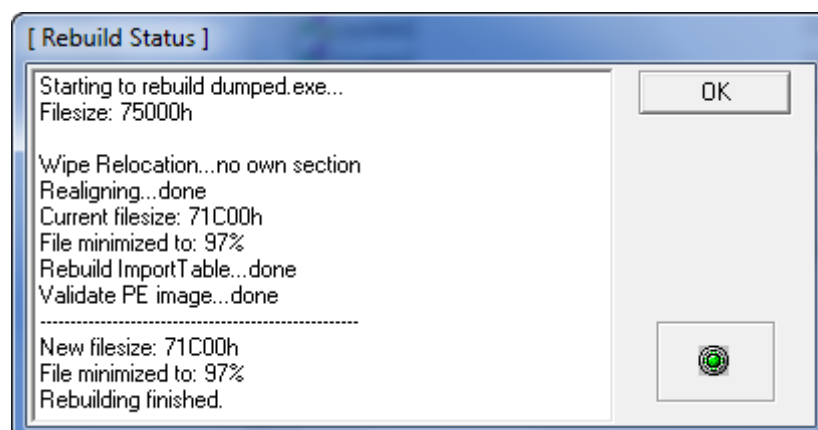 [ Rebuild Status ]
Starting to rebuild dumped.exe...
Filesize: 75000h
Wipe Relocation...no own section
Realigning...done
Current filesize: 71C00h
File minimized to: 97%
Rebuild ImportTable...done
Validate PE image...done
----------------------------------------------------
New filesize: 71C00h
File minimized to: 97%
Rebuilding finished.
OK